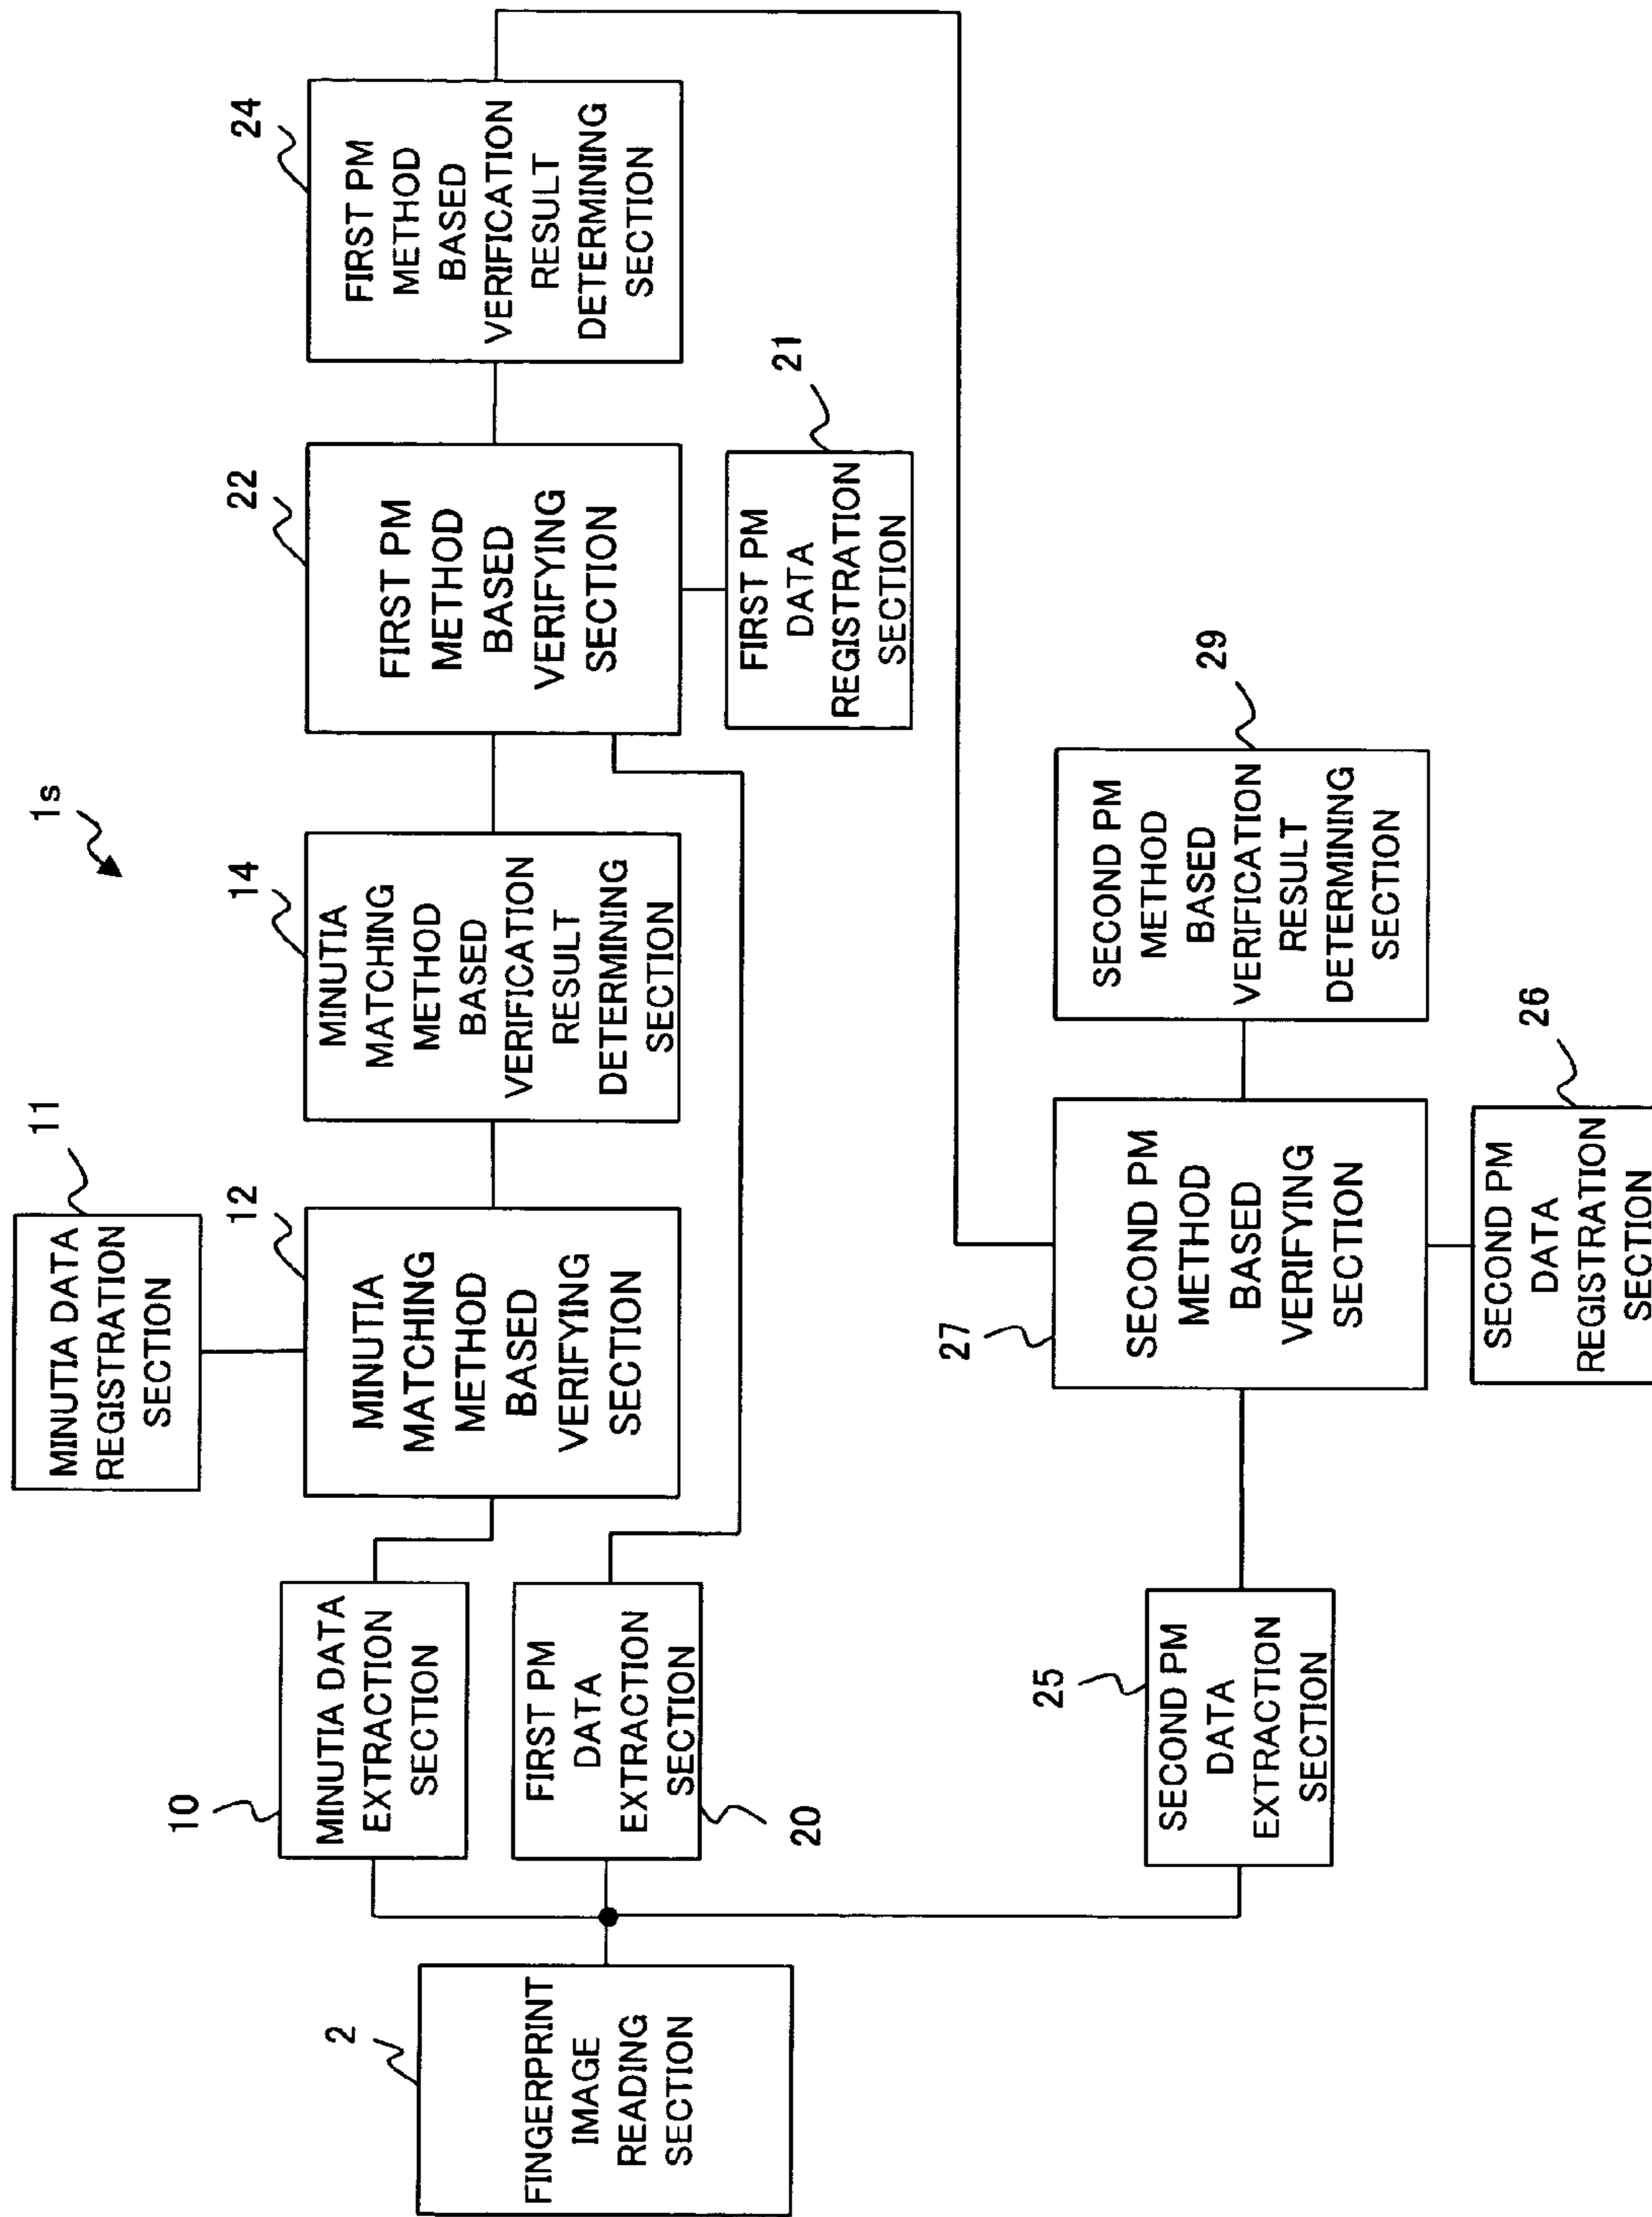 1s
11
MINUTIA DATA
REGISTRATION
SECTION
10
MINUTIA DATA
EXTRACTION
SECTION
12
MINUTIA
MATCHING
METHOD
BASED
VERIFYING
SECTION
14
MINUTIA
MATCHING
METHOD
BASED
VERIFICATION
RESULT
DETERMINING
SECTION
22
FIRST PM
METHOD
BASED
VERIFYING
SECTION
24
FIRST PM
METHOD
BASED
VERIFICATION
RESULT
DETERMINING
SECTION
2
FINGERPRINT
IMAGE
READING
SECTION
FIRST PM
DATA
EXTRACTION
SECTION
20
21
FIRST PM
DATA
REGISTRATION
SECTION
25
SECOND PM
DATA
EXTRACTION
SECTION
27
SECOND PM
METHOD
BASED
VERIFYING
SECTION
29
SECOND PM
METHOD
BASED
VERIFICATION
RESULT
DETERMINING
SECTION
26
SECOND PM
DATA
REGISTRATION
SECTION